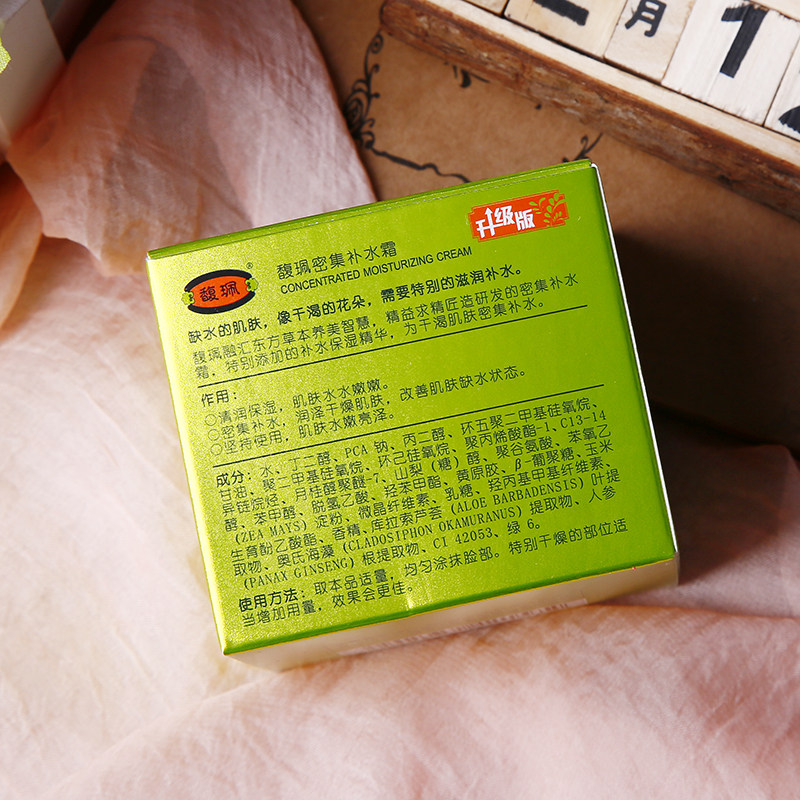 月
1
升级版
馥珮
®
馥珮密集补水霜
CONCENTRATED MOISTURIZING CREAM
缺水的肌肤，像干渴的花朵，需要特别的滋润补水。
馥珮融汇东方草本养美智慧，精益求精匠造研发的密集补水
霜，特别添加的补水保湿精华，为干渴肌肤密集补水。
作用：
○清润保湿，肌肤水水嫩嫩。
○密集补水，润泽干燥肌肤，改善肌肤缺水状态。
○坚持使用，肌肤水嫩亮泽。
成分：水、丁二醇、PCA 钠、丙二醇、环五聚二甲基硅氧烷、
甘油、聚二甲基硅氧烷、环己硅氧烷、聚丙烯酸酯-1、C13-14
异链烷烃、月桂醇聚醚-7、山梨（糖）醇、聚谷氨酸、苯氧乙
醇、苯甲醇、脱氢乙酸、羟苯甲酯、黄原胶、β-葡聚糖、玉米
(ZEA MAYS) 淀粉、微晶纤维素、乳糖、羟丙基甲基纤维素、
生育酚乙酸酯、香精、库拉索芦荟 (ALOE BARBADENSIS) 叶提
取物、奥氏海藻 (CLADOSIPHON OKAMURANUS) 提取物、人参
(PANAX GINSENG) 根提取物、CI 42053、绿 6。
使用方法：取本品适量，均匀涂抹脸部。特别干燥的部位适
当增加用量，效果会更佳。